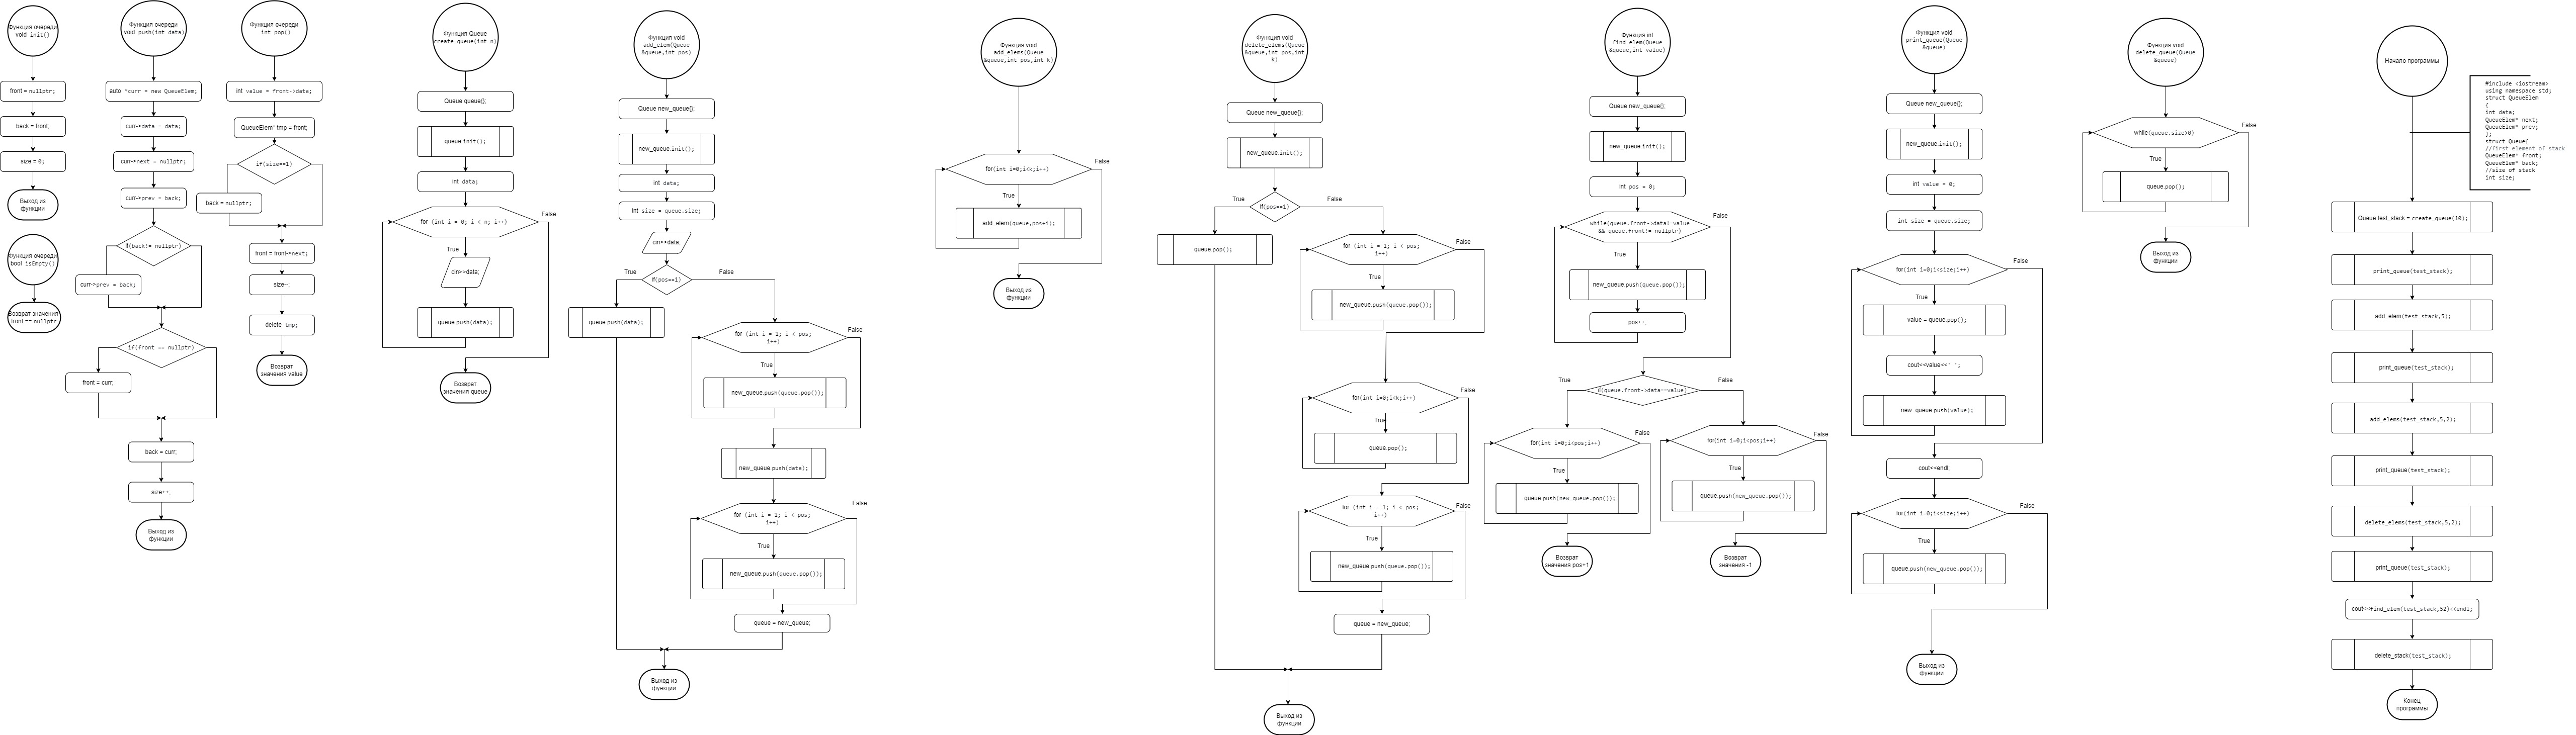 Функция очереди
void init()
front = nullptr;
back = front;
size = 0;
Выход из
функции
Функция очереди
bool isEmpty()
Возврат значения
front == nullptr
Функция очереди
void push(int data)
auto *curr = new QueueElem;
curr->data = data;
curr->next = nullptr;
curr->prev = back;
if(back!= nullptr)
curr->prev = back;
if(front == nullptr)
front = curr;
back = curr;
size++;
Выход из
функции
Функция очереди
int pop()
int value = front->data;
QueueElem* tmp = front;
if(size==1)
back = nullptr;
front = front->next;
size--;
delete tmp;
Возврат
значения value
Функция Queue
create_queue(int n)
Queue queue{};
queue.init();
int data;
for (int i = 0; i < n; i++)
False
True
cin>>data;
queue.push(data);
Возврат
значения queue
Функция void
add_elem(Queue
&queue,int pos)
Queue new_queue{};
new_queue.init();
int data;
int size = queue.size;
cin>>data;
True
if(pos==1)
False
queue.push(data);
for (int i = 1; i < pos;
i++)
False
True
new_queue.push(queue.pop());
new_queue.push(data);
for (int i = 1; i < pos;
i++)
False
True
new_queue.push(queue.pop());
queue = new_queue;
Выход из
функции
Функция void
add_elems(Queue
&queue,int pos,int k)
for(int i=0;i<k;i++)
False
True
add_elem(queue,pos+i);
Выход из
функции
Функция void
delete_elems(Queue
&queue,int pos,int
k)
Queue new_queue{};
new_queue.init();
True
if(pos==1)
False
queue.pop();
for (int i = 1; i < pos;
i++)
False
True
new_queue.push(queue.pop());
for(int i=0;i<k;i++)
False
True
queue.pop();
for (int i = 1; i < pos;
i++)
False
True
new_queue.push(queue.pop());
queue = new_queue;
Выход из
функции
Функция int
find_elem(Queue
&queue,int value)
Queue new_queue{};
new_queue.init();
int pos = 0;
while(queue.front->data!=value
&& queue.front!= nullptr)
False
True
new_queue.push(queue.pop());
pos++;
True
if(queue.front->data==value)
False
for(int i=0;i<pos;i++)
False
True
queue.push(new_queue.pop());
Возврат
значения pos+1
for(int i=0;i<pos;i++)
False
True
queue.push(new_queue.pop());
Возврат
значения -1
Функция void
print_queue(Queue
&queue)
Queue new_queue{};
new_queue.init();
int value = 0;
int size = queue.size;
for(int i=0;i<size;i++)
False
True
value = queue.pop();
cout<<value<<" ";
new_queue.push(value);
cout<<endl;
for(int i=0;i<size;i++)
False
True
queue.push(new_queue.pop());
Выход из
функции
Функция void
delete_queue(Queue
&queue)
while(queue.size>0)
False
True
queue.pop();
Выход из
функции
Начало программы
#include <iostream>
using namespace std;
struct QueueElem
{
int data;
QueueElem* next;
QueueElem* prev;
};
struct Queue{
//first element of stack
QueueElem* front;
QueueElem* back;
//size of stack
int size;
Queue test_stack = create_queue(10);
print_queue(test_stack);
add_elem(test_stack,5);
print_queue(test_stack);
add_elems(test_stack,5,2);
print_queue(test_stack);
delete_elems(test_stack,5,2);
print_queue(test_stack);
cout<<find_elem(test_stack,52)<<endl;
delete_stack(test_stack);
Конец
программы